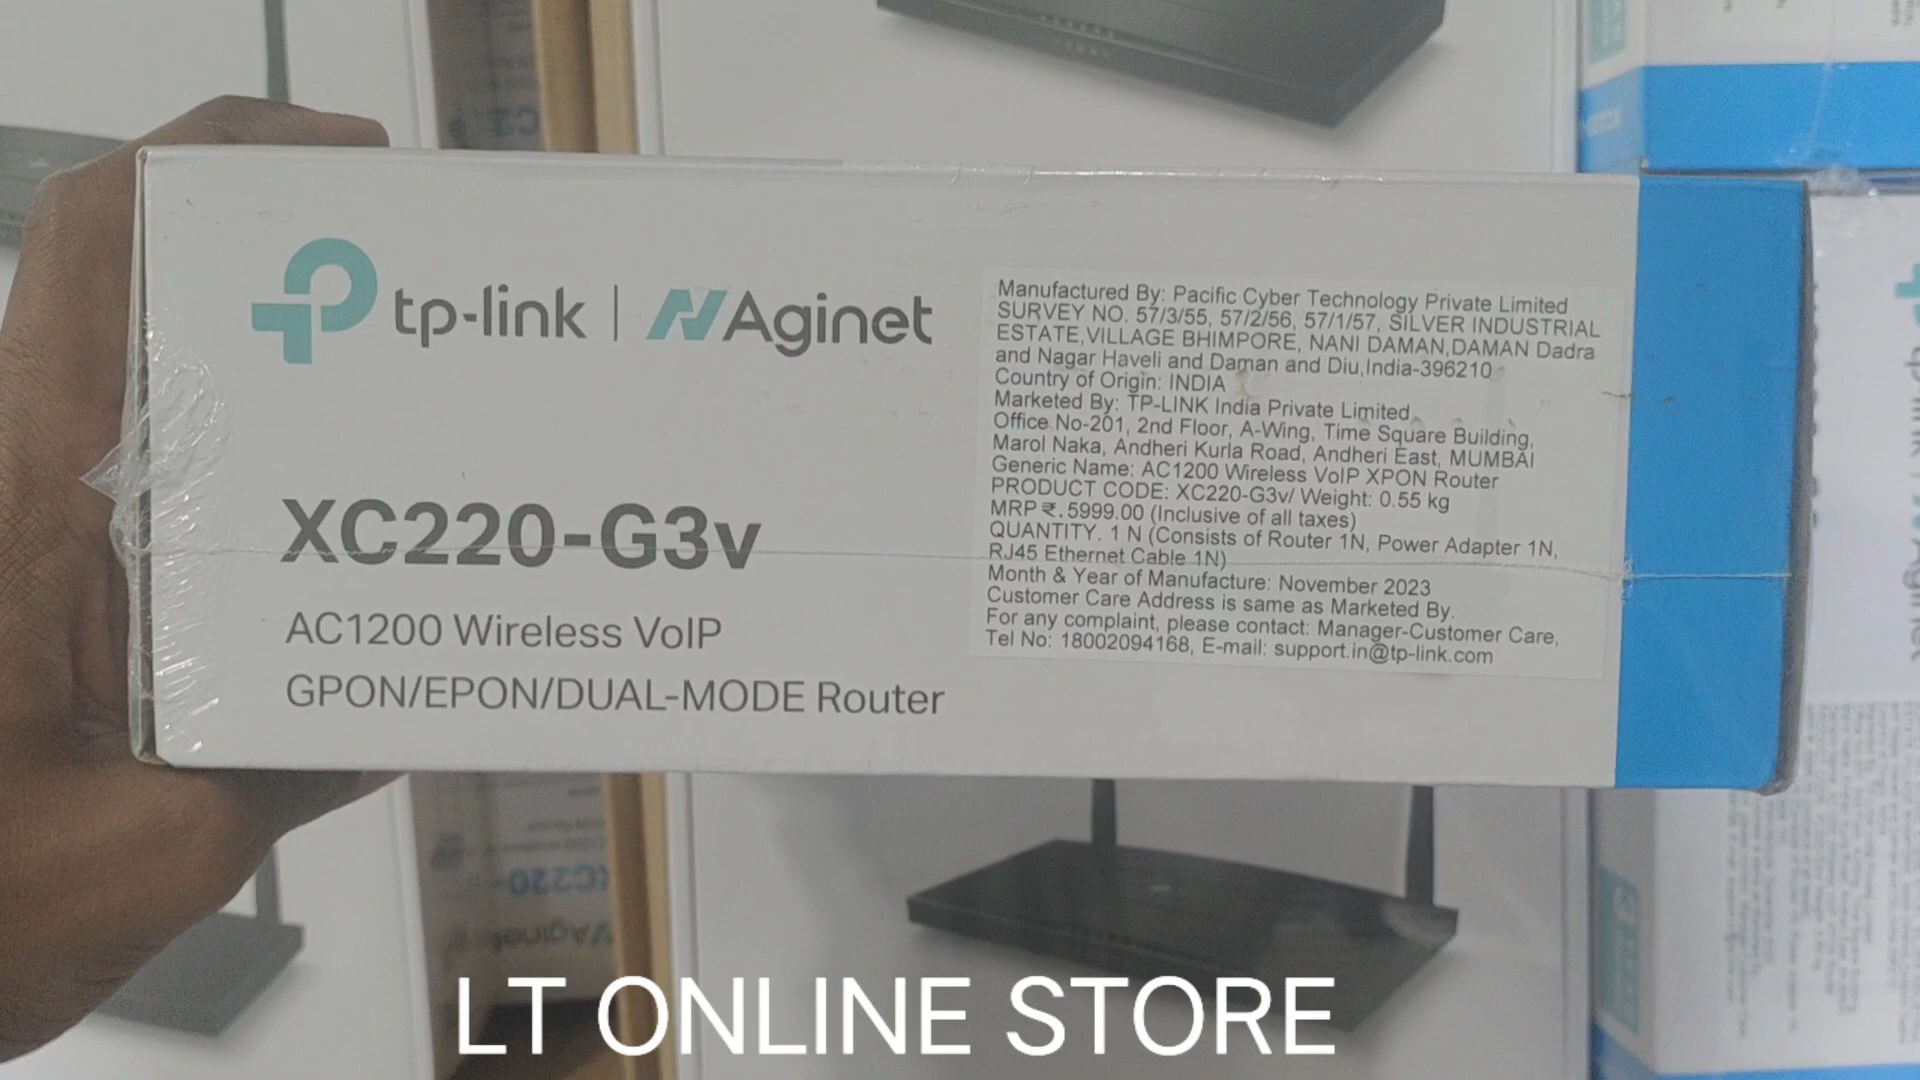 tp-link | Aginet
XC220-G3v
AC1200 Wireless VoIP
GPON/EPON/DUAL-MODE Router
Manufactured By: Pacific Cyber Technology Private Limited
SURVEY NO. 57/3/55, 57/2/56, 57/1/57, SILVER INDUSTRIAL
ESTATE,VILLAGE BHIMPORE, NANI DAMAN,DAMAN Dadra
and Nagar Haveli and Daman and Diu,India-396210
Country of Origin: INDIA
Marketed By: TP-LINK India Private Limited
Office No-201, 2nd Floor, A-Wing, Time Square Building,
Marol Naka, Andheri Kurla Road, Andheri East, MUMBAI
Generic Name: AC1200 Wireless VoIP XPON Router
PRODUCT CODE: XC220-G3v/ Weight: 0.55 kg
MRP ₹.5999.00 (Inclusive of all taxes)
QUANTITY. 1 N (Consists of Router 1N, Power Adapter 1N,
RJ45 Ethernet Cable 1N)
Month & Year of Manufacture: November 2023
Customer Care Address is same as Marketed By.
For any complaint, please contact: Manager-Customer Care,
Tel No: 18002094168, E-mail: support.in@tp-link.com
XC220-
Aginet
LT ONLINE STORE